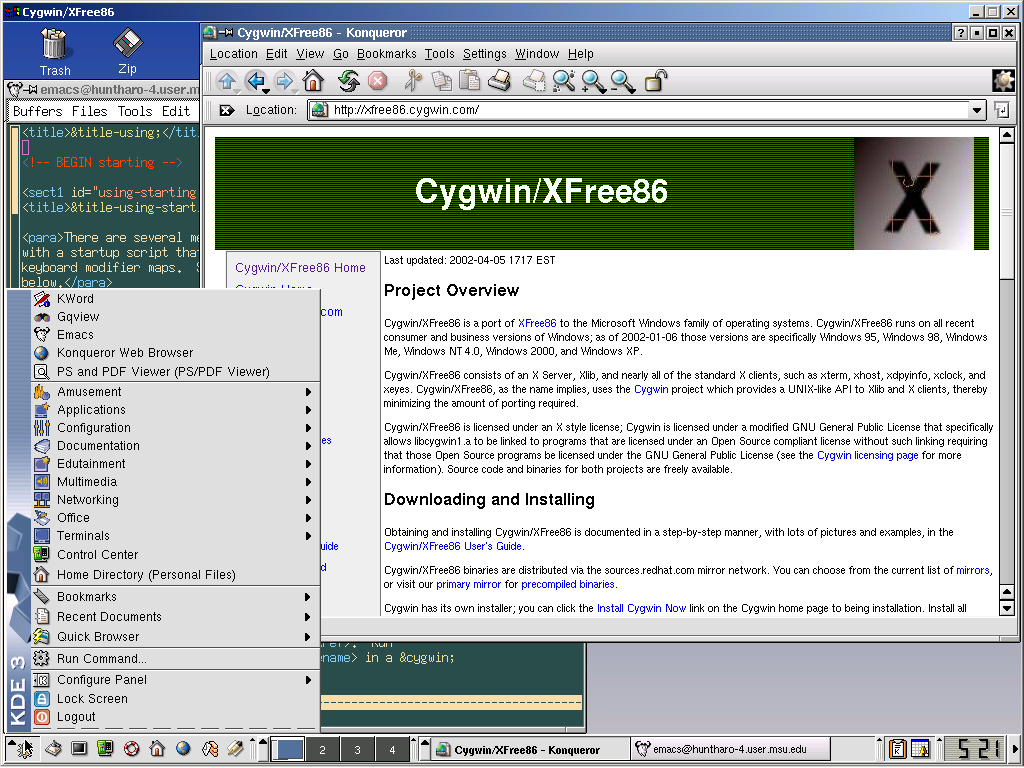 Cygwin/XFree86
Trash
Zip
emacs@huntharo-4.user.m
Buffers Files Tools Edit
<title>&title-using;</tit
<!-- BEGIN starting -->
<sect1 id="using-starting
<title>&title-using-start
<para>There are several me
with a startup script that
keyboard modifier maps. S
below.</para>
Cygwin/XFree86 - Konqueror
Location Edit View Go Bookmarks Tools Settings Window Help
Location: http://xfree86.cygwin.com/
Cygwin/XFree86
X
Cygwin/XFree86 Home
Cygwin Home
com
es
uide
d
Last updated: 2002-04-05 1717 EST
Project Overview
Cygwin/XFree86 is a port of XFree86 to the Microsoft Windows family of operating systems. Cygwin/XFree86 runs on all recent
consumer and business versions of Windows; as of 2002-01-06 those versions are specifically Windows 95, Windows 98, Windows
Me, Windows NT 4.0, Windows 2000, and Windows XP.
Cygwin/XFree86 consists of an X Server, Xlib, and nearly all of the standard X clients, such as xterm, xhost, xdpyinfo, xclock, and
xeyes. Cygwin/XFree86, as the name implies, uses the Cygwin project which provides a UNIX-like API to Xlib and X clients, thereby
minimizing the amount of porting required.
Cygwin/XFree86 is licensed under an X style license; Cygwin is licensed under a modified GNU General Public License that specifically
allows libcygwin1.a to be linked to programs that are licensed under an Open Source compliant license without such linking requiring
that those Open Source programs be licensed under the GNU General Public License (see the Cygwin licensing page for more
information). Source code and binaries for both projects are freely available.
Downloading and Installing
Obtaining and installing Cygwin/XFree86 is documented in a step-by-step manner, with lots of pictures and examples, in the
Cygwin/XFree86 User's Guide.
Cygwin/XFree86 binaries are distributed via the sources.redhat.com mirror network. You can choose from the current list of mirrors,
or visit our primary mirror for precompiled binaries.
Cygwin has its own installer; you can click the Install Cygwin Now link on the Cygwin home page to being installation. Install all
KWord
Gqview
Emacs
Konqueror Web Browser
PS and PDF Viewer (PS/PDF Viewer)
Amusement
Applications
Configuration
Documentation
Edutainment
Multimedia
Networking
Office
Terminals
Control Center
Home Directory (Personal Files)
Bookmarks
Recent Documents
Quick Browser
Run Command...
Configure Panel
Lock Screen
Logout
KDE 3
ref>. Run
ename> in a &cygwin;
2 3 4
Cygwin/XFree86 - Konqueror
emacs@huntharo-4.user.msu.edu
5 21